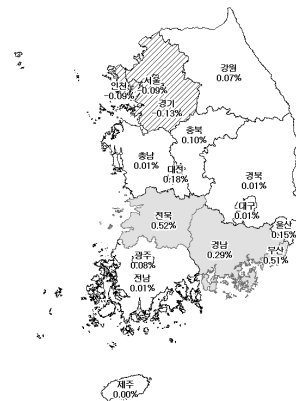 강원
0.07%
서울
0.09%
인천
0.09%
경기
0.13%
충북
0.10%
충남
0.01%
대전
0.18%
경북
0.01%
대구
0.01%
울산
0.15%
전북
0.52%
경남
0.29%
부산
0.51%
광주
0.08%
전남
0.01%
제주
0.00%